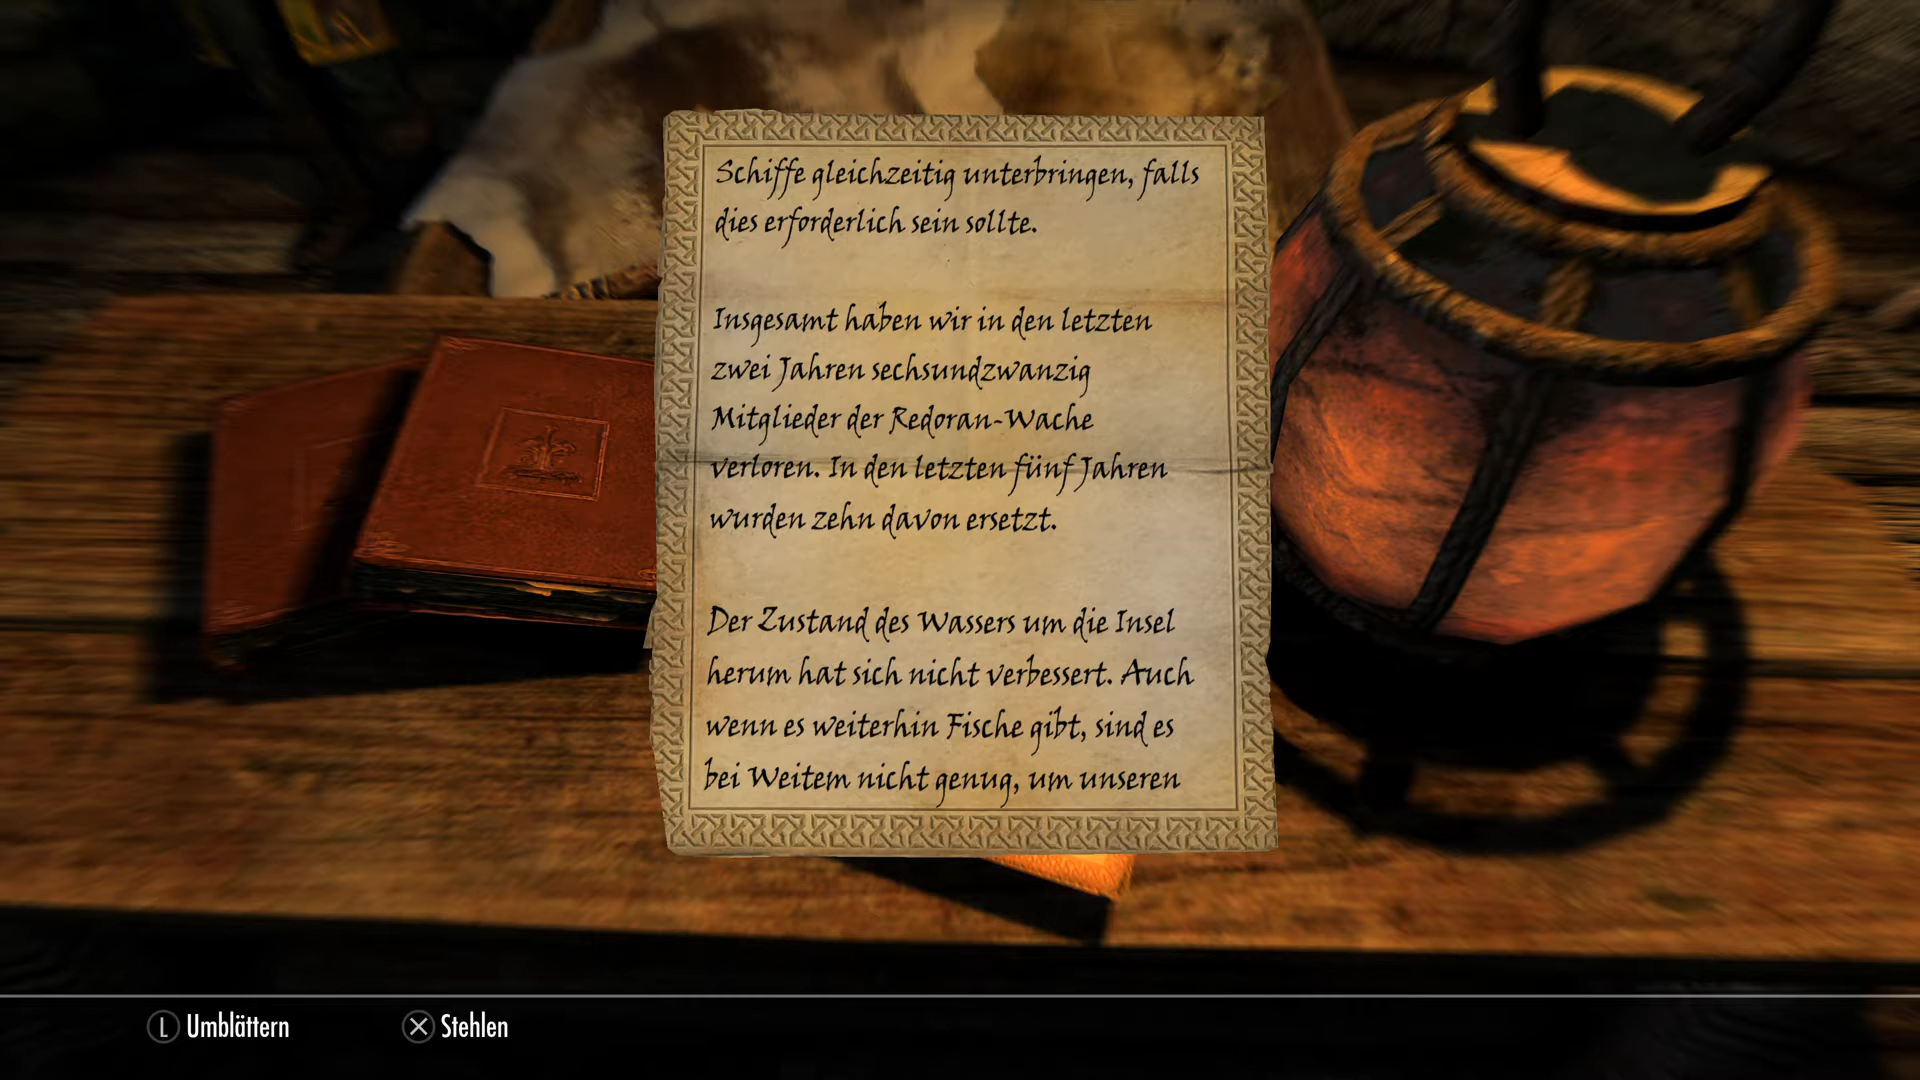 Schiffe gleichzeitig unterbringen, falls
dies erforderlich sein sollte.
Insgesamt haben wir in den letzten
zwei Jahren sechsundzwanzig
Mitglieder der Redoran-Wache
verloren. In den letzten fünf Jahren
wurden zehn davon ersetzt.
Der Zustand des Wassers um die Insel
herum hat sich nicht verbessert. Auch
wenn es weiterhin Fische gibt, sind es
bei Weitem nicht genug, um unseren
L Umblättern
X Stehlen